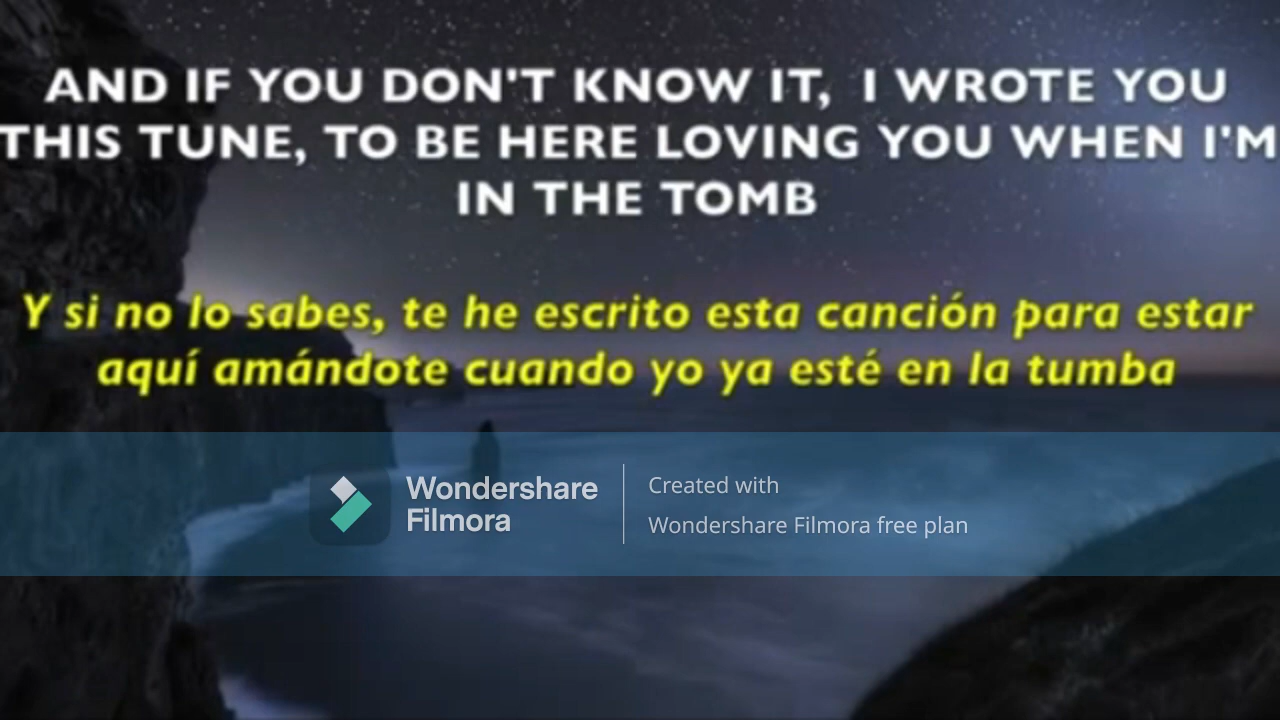 AND IF YOU DON'T KNOW IT, I WROTE YOU
THIS TUNE, TO BE HERE LOVING YOU WHEN I'M
IN THE TOMB
Y si no lo sabes, te he escrito esta canción para estar
aquí amándote cuando yo ya esté en la tumba
Wondershare
Filmora
Created with
Wondershare Filmora free plan